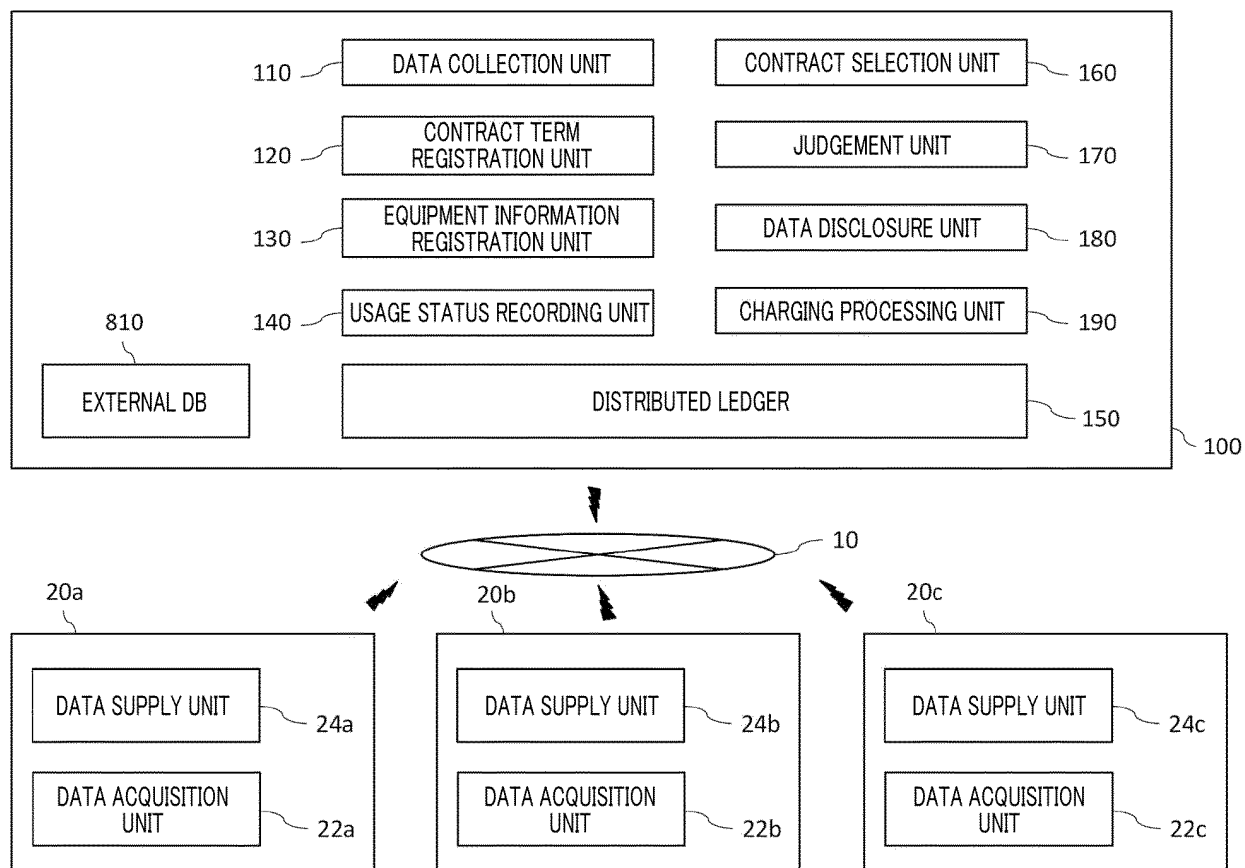 110
DATA COLLECTION UNIT
CONTRACT SELECTION UNIT
160
120
CONTRACT TERM
REGISTRATION UNIT
JUDGEMENT UNIT
170
130
EQUIPMENT INFORMATION
REGISTRATION UNIT
DATA DISCLOSURE UNIT
180
140
USAGE STATUS RECORDING UNIT
CHARGING PROCESSING UNIT
190
810
EXTERNAL DB
DISTRIBUTED LEDGER
150
100
10
20a
20b
20c
DATA SUPPLY UNIT
24a
DATA SUPPLY UNIT
24b
DATA SUPPLY UNIT
24c
DATA ACQUISITION
UNIT
22a
DATA ACQUISITION
UNIT
22b
DATA ACQUISITION
UNIT
22c